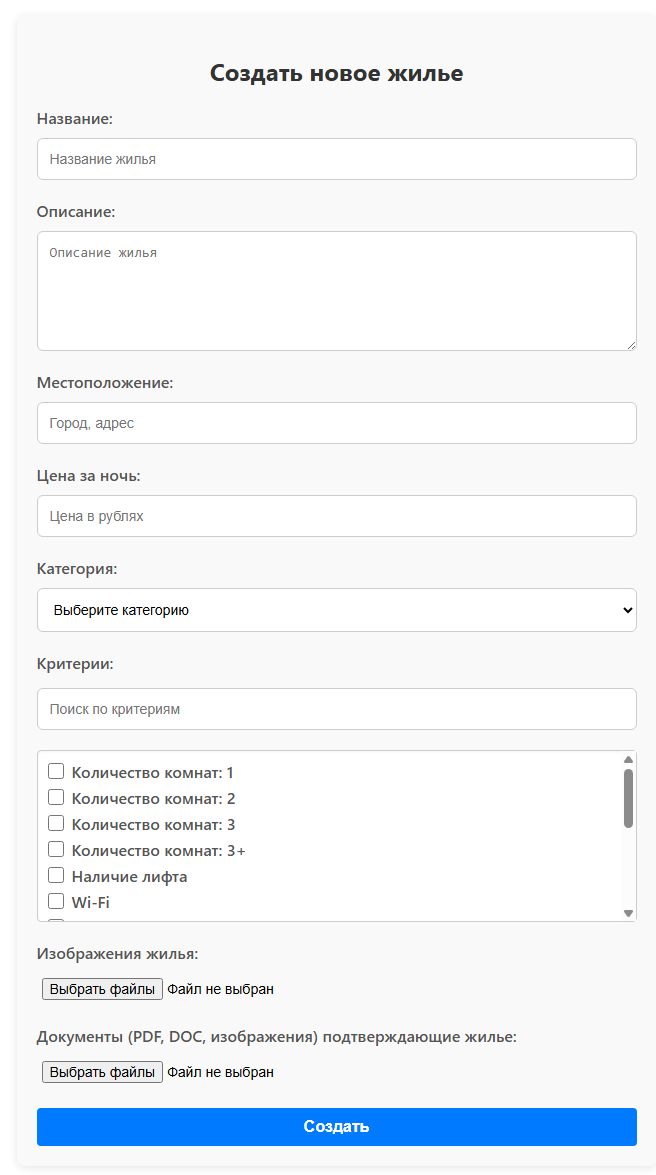 Создать новое жилье
Название:
Название жилья
Описание:
Описание жилья
Местоположение:
Город, адрес
Цена за ночь:
Цена в рублях
Категория:
Выберите категорию
Критерии:
Поиск по критериям
Количество комнат: 1
Количество комнат: 2
Количество комнат: 3
Количество комнат: 3+
Наличие лифта
Wi-Fi
Изображения жилья:
Выбрать файлы Файл не выбран
Документы (PDF, DOC, изображения) подтверждающие жилье:
Выбрать файлы Файл не выбран
Создать